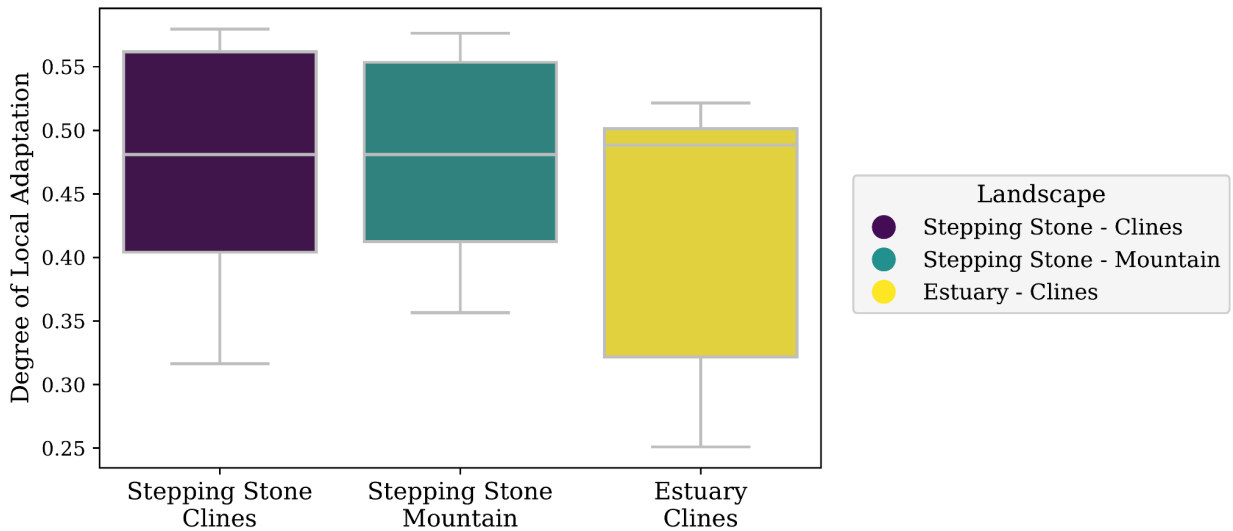 Degree of Local Adaptation
0.55
0.50
0.45
0.40
0.35
0.30
0.25
Stepping Stone
Clines
Stepping Stone
Mountain
Estuary
Clines
Landscape
Stepping Stone - Clines
Stepping Stone - Mountain
Estuary - Clines